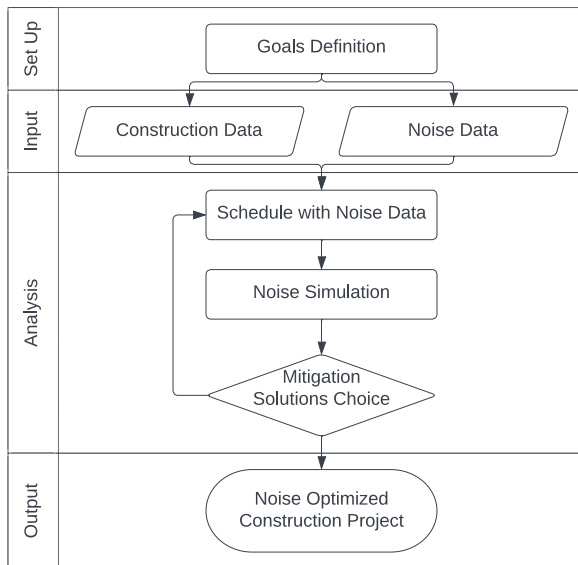 Set Up
Goals Definition
Input
Construction Data
Noise Data
Analysis
Schedule with Noise Data
Noise Simulation
Mitigation
Solutions Choice
Output
Noise Optimized
Construction Project